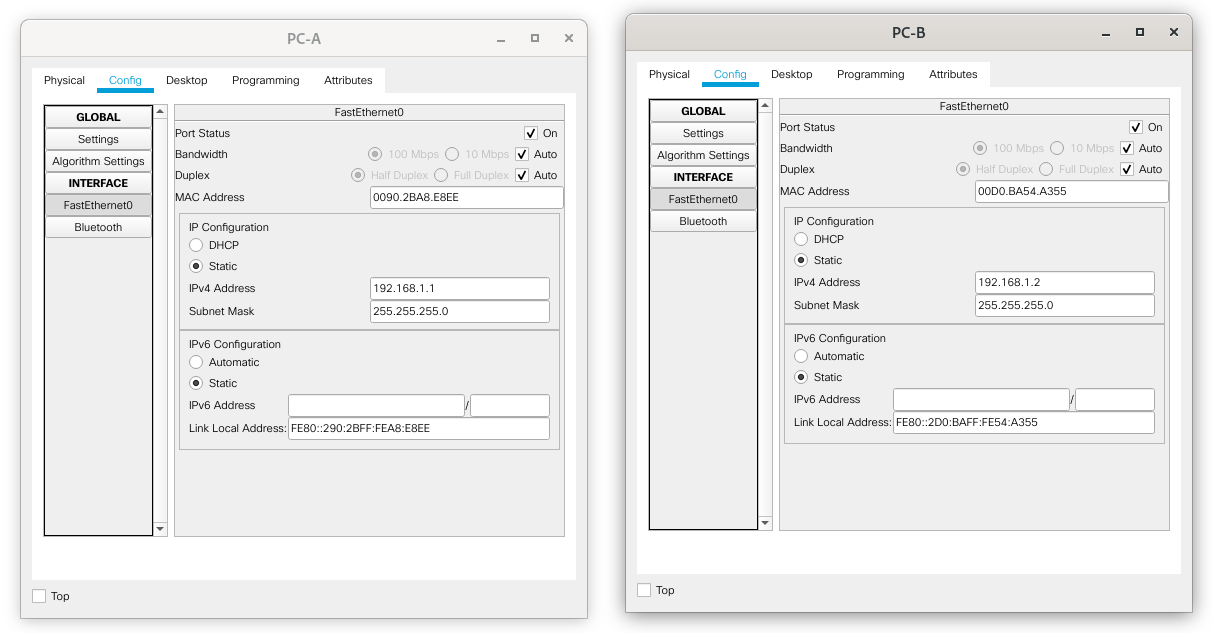 PC-A
Physical Config Desktop Programming Attributes
GLOBAL
Settings
Algorithm Settings
INTERFACE
FastEthernet0
Bluetooth
FastEthernet0
Port Status On
Bandwidth 100 Mbps 10 Mbps Auto
Duplex Half Duplex Full Duplex Auto
MAC Address 0090.2BA8.E8EE
IP Configuration
DHCP
Static
IPv4 Address 192.168.1.1
Subnet Mask 255.255.255.0
IPv6 Configuration
Automatic
Static
IPv6 Address /
Link Local Address: FE80::290:2BFF:FEA8:E8EE
Top
PC-B
Physical Config Desktop Programming Attributes
GLOBAL
Settings
Algorithm Settings
INTERFACE
FastEthernet0
Bluetooth
FastEthernet0
Port Status On
Bandwidth 100 Mbps 10 Mbps Auto
Duplex Half Duplex Full Duplex Auto
MAC Address 00D0.BA54.A355
IP Configuration
DHCP
Static
IPv4 Address 192.168.1.2
Subnet Mask 255.255.255.0
IPv6 Configuration
Automatic
Static
IPv6 Address /
Link Local Address: FE80::2D0:BAFF:FE54:A355
Top